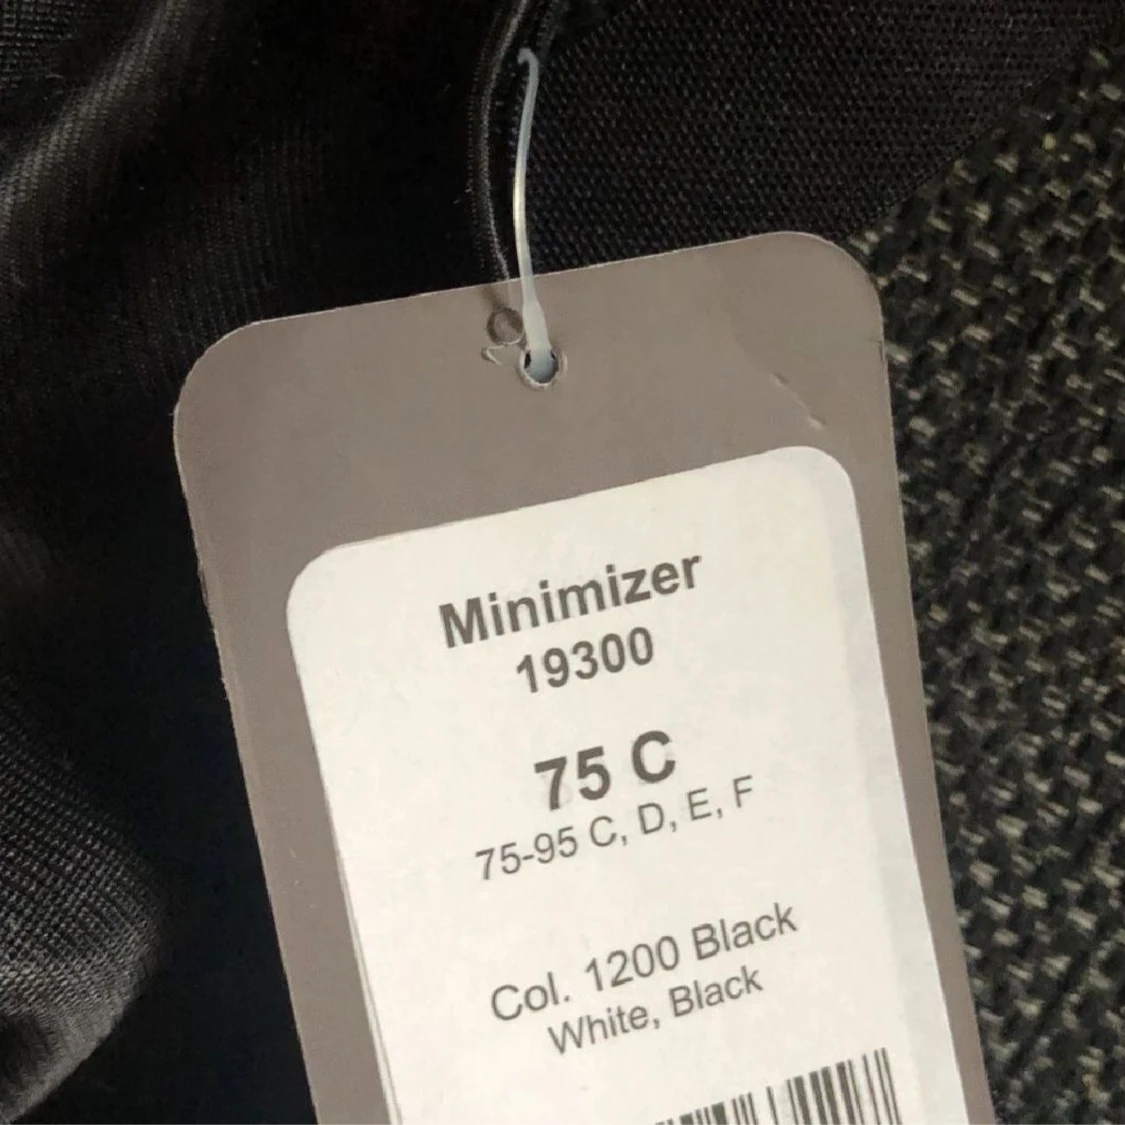 Minimizer
19300
75 C
75-95 C, D, E, F
Col. 1200 Black
White, Black